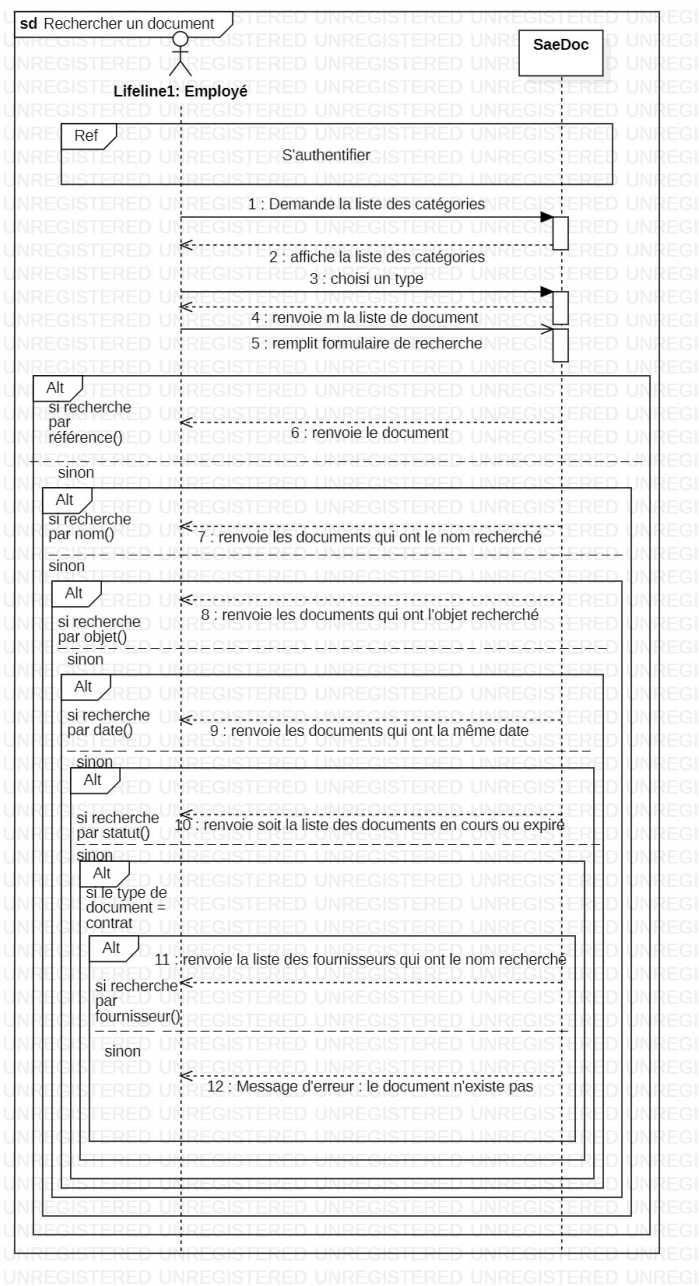 sd Rechercher un document
SaeDoc
Lifeline1: Employé
Ref
S'authentifier
1 : Demande la liste des catégories
2 : affiche la liste des catégories
3 : choisi un type
4 : renvoie m la liste de document
5 : remplit formulaire de recherche
Alt
si recherche
par
référence()
6 : renvoie le document
sinon
Alt
si recherche
par nom()
7 : renvoie les documents qui ont le nom recherché
sinon
Alt
si recherche
par objet()
8 : renvoie les documents qui ont l'objet recherché
sinon
Alt
si recherche
par date()
9 : renvoie les documents qui ont la même date
sinon
Alt
si recherche
par statut()
10 : renvoie soit la liste des documents en cours ou expiré
sinon
Alt
si le type de
document =
contrat
Alt
11 : renvoie la liste des fournisseurs qui ont le nom recherché
si recherche
par
fournisseur()
sinon
12 : Message d'erreur : le document n'existe pas
UNREGISTERED